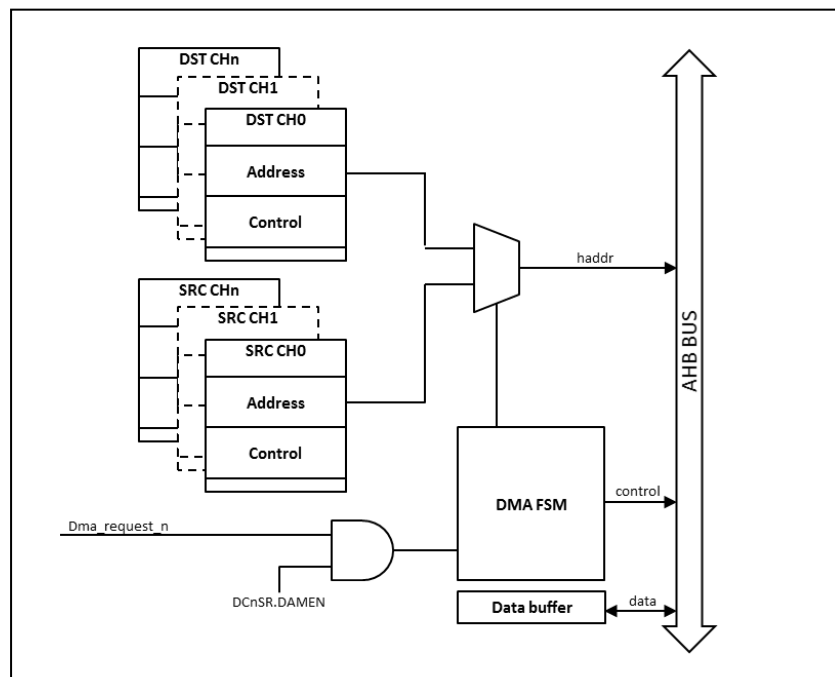 DST CHn
DST CH1
DST CH0
Address
Control
haddr
SRC CHn
SRC CH1
SRC CH0
Address
Control
AHB BUS
DMA FSM
control
Dma_request_n
DCnSR.DAMEN
Data buffer
data